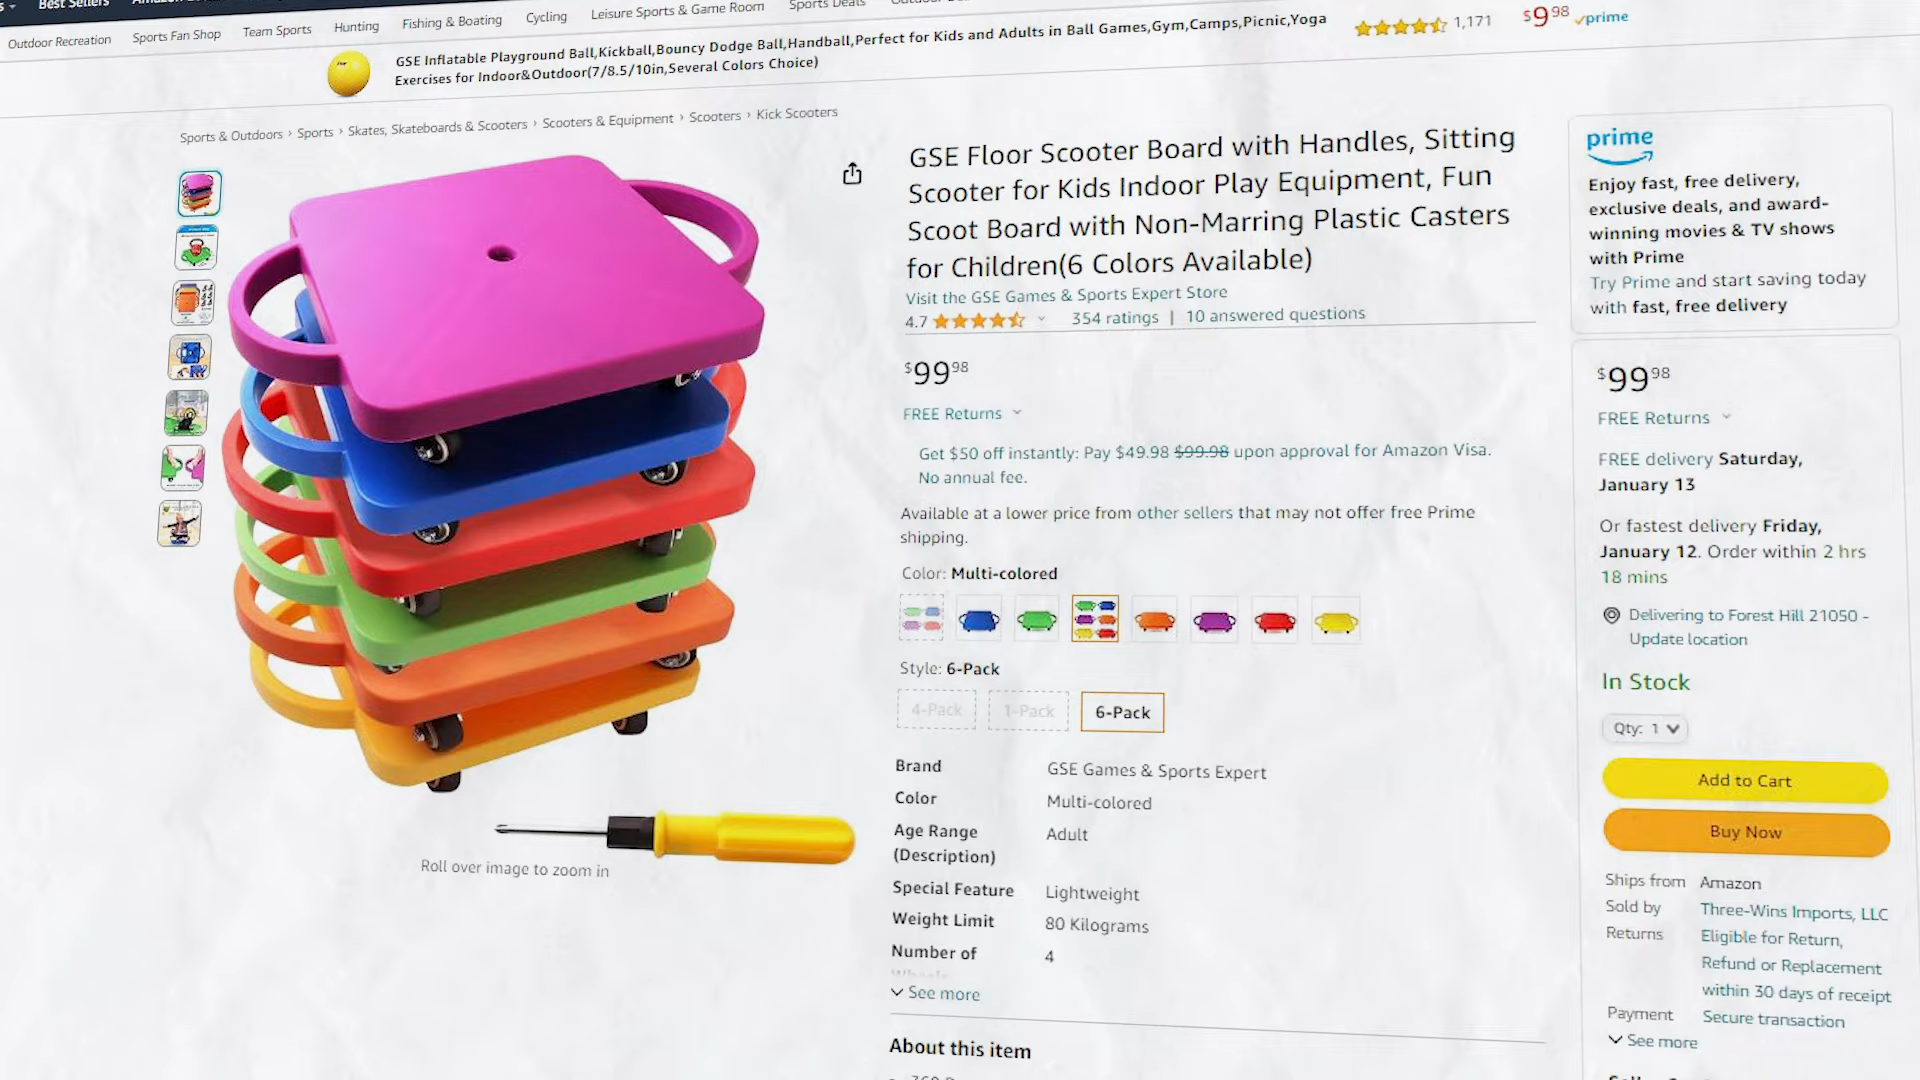 Best Sellers
Outdoor Recreation
Sports Fan Shop
Team Sports
Hunting
Fishing & Boating
Cycling
Leisure Sports & Game Room
Sports Deals
GSE Inflatable Playground Ball,Kickball,Bouncy Dodge Ball,Handball,Perfect for Kids and Adults in Ball Games,Gym,Camps,Picnic,Yoga
Exercises for Indoor&Outdoor(7/8.5/10in,Several Colors Choice)
1,171
$9 98
prime
Sports & Outdoors › Sports › Skates, Skateboards & Scooters › Scooters & Equipment › Scooters › Kick Scooters
GSE Floor Scooter Board with Handles, Sitting
Scooter for Kids Indoor Play Equipment, Fun
Scoot Board with Non-Marring Plastic Casters
for Children(6 Colors Available)
Visit the GSE Games & Sports Expert Store
4.7
354 ratings | 10 answered questions
$99 98
FREE Returns
Get $50 off instantly: Pay $49.98 $99.98 upon approval for Amazon Visa.
No annual fee.
Available at a lower price from other sellers that may not offer free Prime
shipping.
Color: Multi-colored
Style: 6-Pack
4-Pack
1-Pack
6-Pack
Brand GSE Games & Sports Expert
Color Multi-colored
Age Range Adult
(Description)
Special Feature Lightweight
Weight Limit 80 Kilograms
Number of 4
Wheels
See more
About this item
Roll over image to zoom in
prime
Enjoy fast, free delivery,
exclusive deals, and award-
winning movies & TV shows
with Prime
Try Prime and start saving today
with fast, free delivery
$99 98
FREE Returns
FREE delivery Saturday,
January 13
Or fastest delivery Friday,
January 12. Order within 2 hrs
18 mins
Delivering to Forest Hill 21050 -
Update location
In Stock
Qty: 1
Add to Cart
Buy Now
Ships from Amazon
Sold by Three-Wins Imports, LLC
Returns Eligible for Return,
Refund or Replacement
within 30 days of receipt
Payment Secure transaction
See more